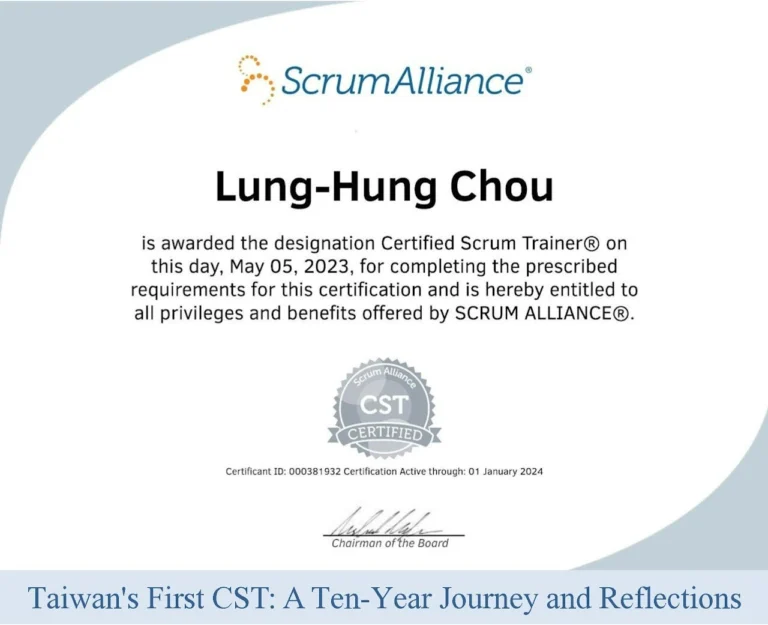 ScrumAlliance®
Lung-Hung Chou
is awarded the designation Certified Scrum Trainer® on
this day, May 05, 2023, for completing the prescribed
requirements for this certification and is hereby entitled to
all privileges and benefits offered by SCRUM ALLIANCE®.
Scrum Alliance
CST
CERTIFIED
Certificant ID: 000381932 Certification Active through: 01 January 2024
Chairman of the Board
Taiwan's First CST: A Ten-Year Journey and Reflections